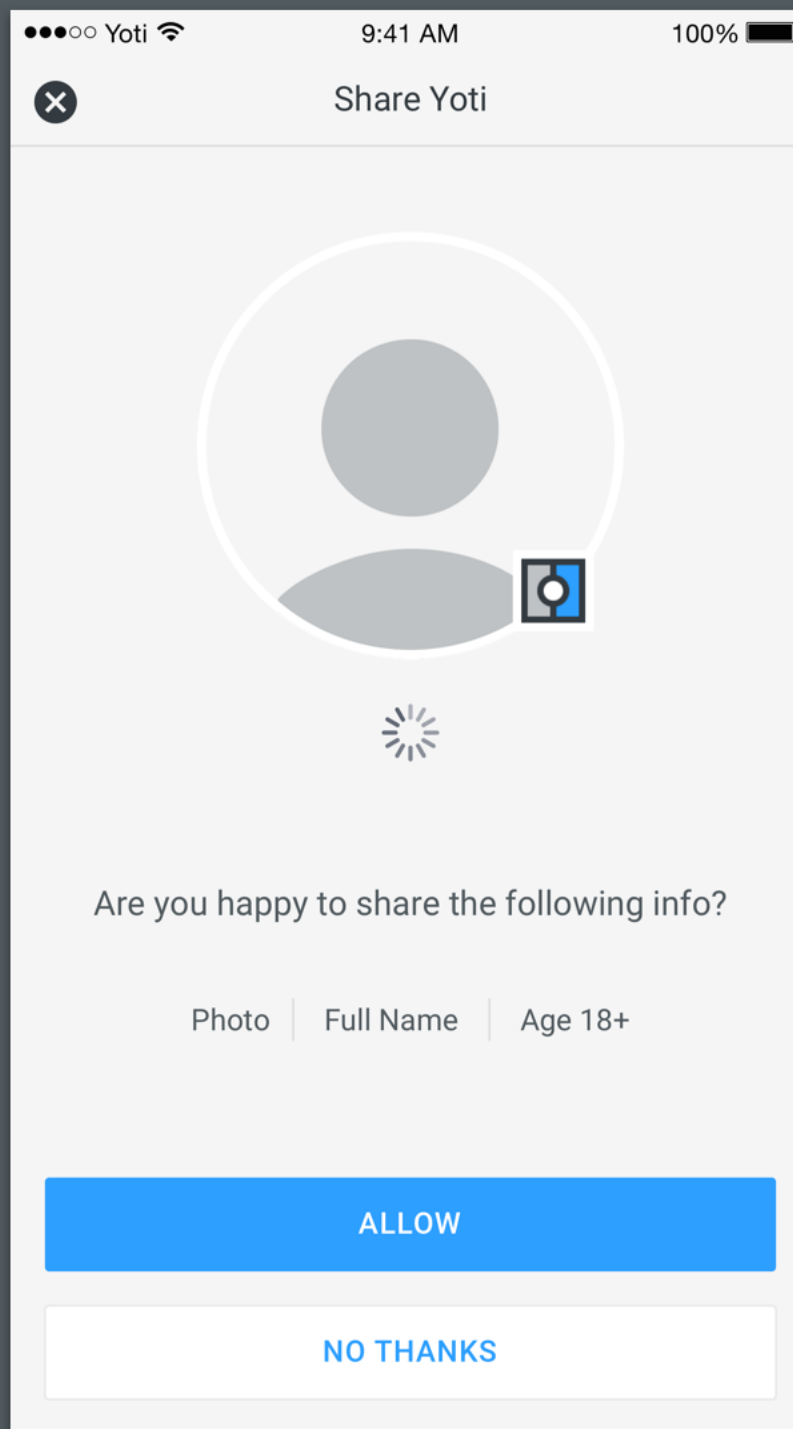 Yoti 9:41 AM 100%
Share Yoti
Are you happy to share the following info?
Photo Full Name Age 18+
ALLOW
NO THANKS